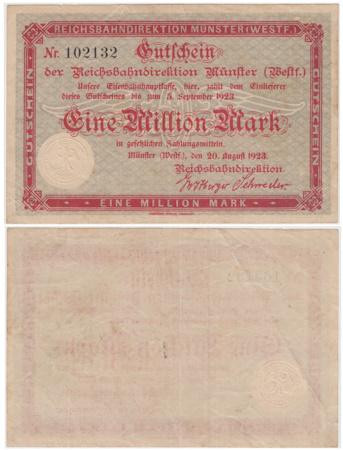 REICHSBAHNDIREKTION MÜNSTER (WESTF.)
Nr. 102132 Gutschein
der Reichsbahndirektion Münster (Westf.)
Unsere Eisenbahnhauptkasse, hier, zahlt dem Einlieferer
dieses Gutscheines bis zum 5. September 1923
Eine Million Mark
in gesetzlichen Zahlungsmitteln.
Münster (Westf.), den 20. August 1923.
Reichsbahndirektion
GUTSCHEIN
GUTSCHEIN
EINE MILLION MARK